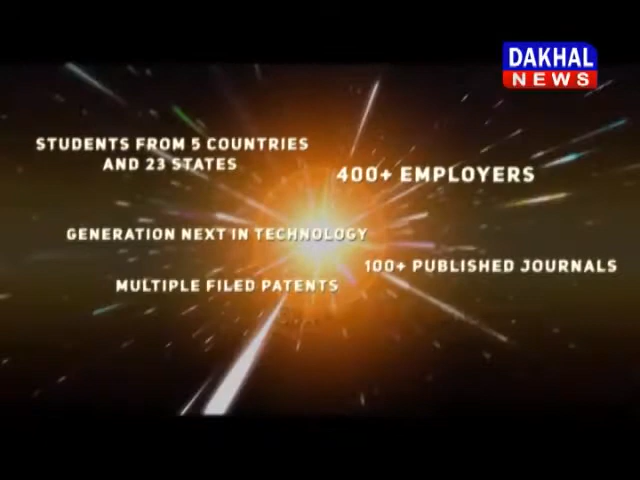 DAKHAL
NEWS
STUDENTS FROM 5 COUNTRIES
AND 23 STATES
400+ EMPLOYERS
GENERATION NEXT IN TECHNOLOGY
100+ PUBLISHED JOURNALS
MULTIPLE FILED PATENTS